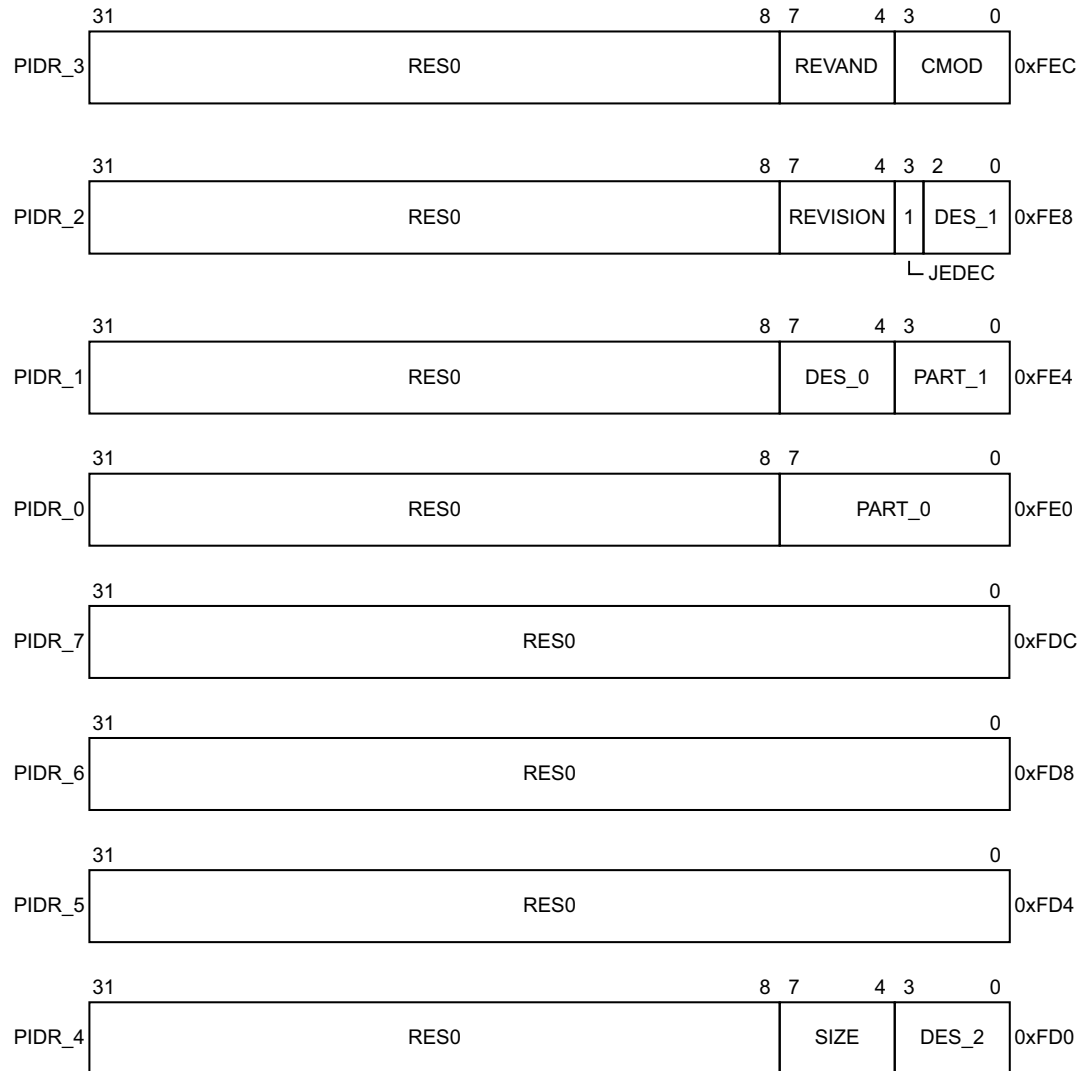 31 8 7 4 3 0
PIDR_3 RES0 REVAND CMOD 0xFEC
31 8 7 4 3 2 0
PIDR_2 RES0 REVISION 1 DES_1 0xFE8
JEDEC
31 8 7 4 3 0
PIDR_1 RES0 DES_0 PART_1 0xFE4
31 8 7 0
PIDR_0 RES0 PART_0 0xFE0
31 0
PIDR_7 RES0 0xFDC
31 0
PIDR_6 RES0 0xFD8
31 0
PIDR_5 RES0 0xFD4
31 8 7 4 3 0
PIDR_4 RES0 SIZE DES_2 0xFD0